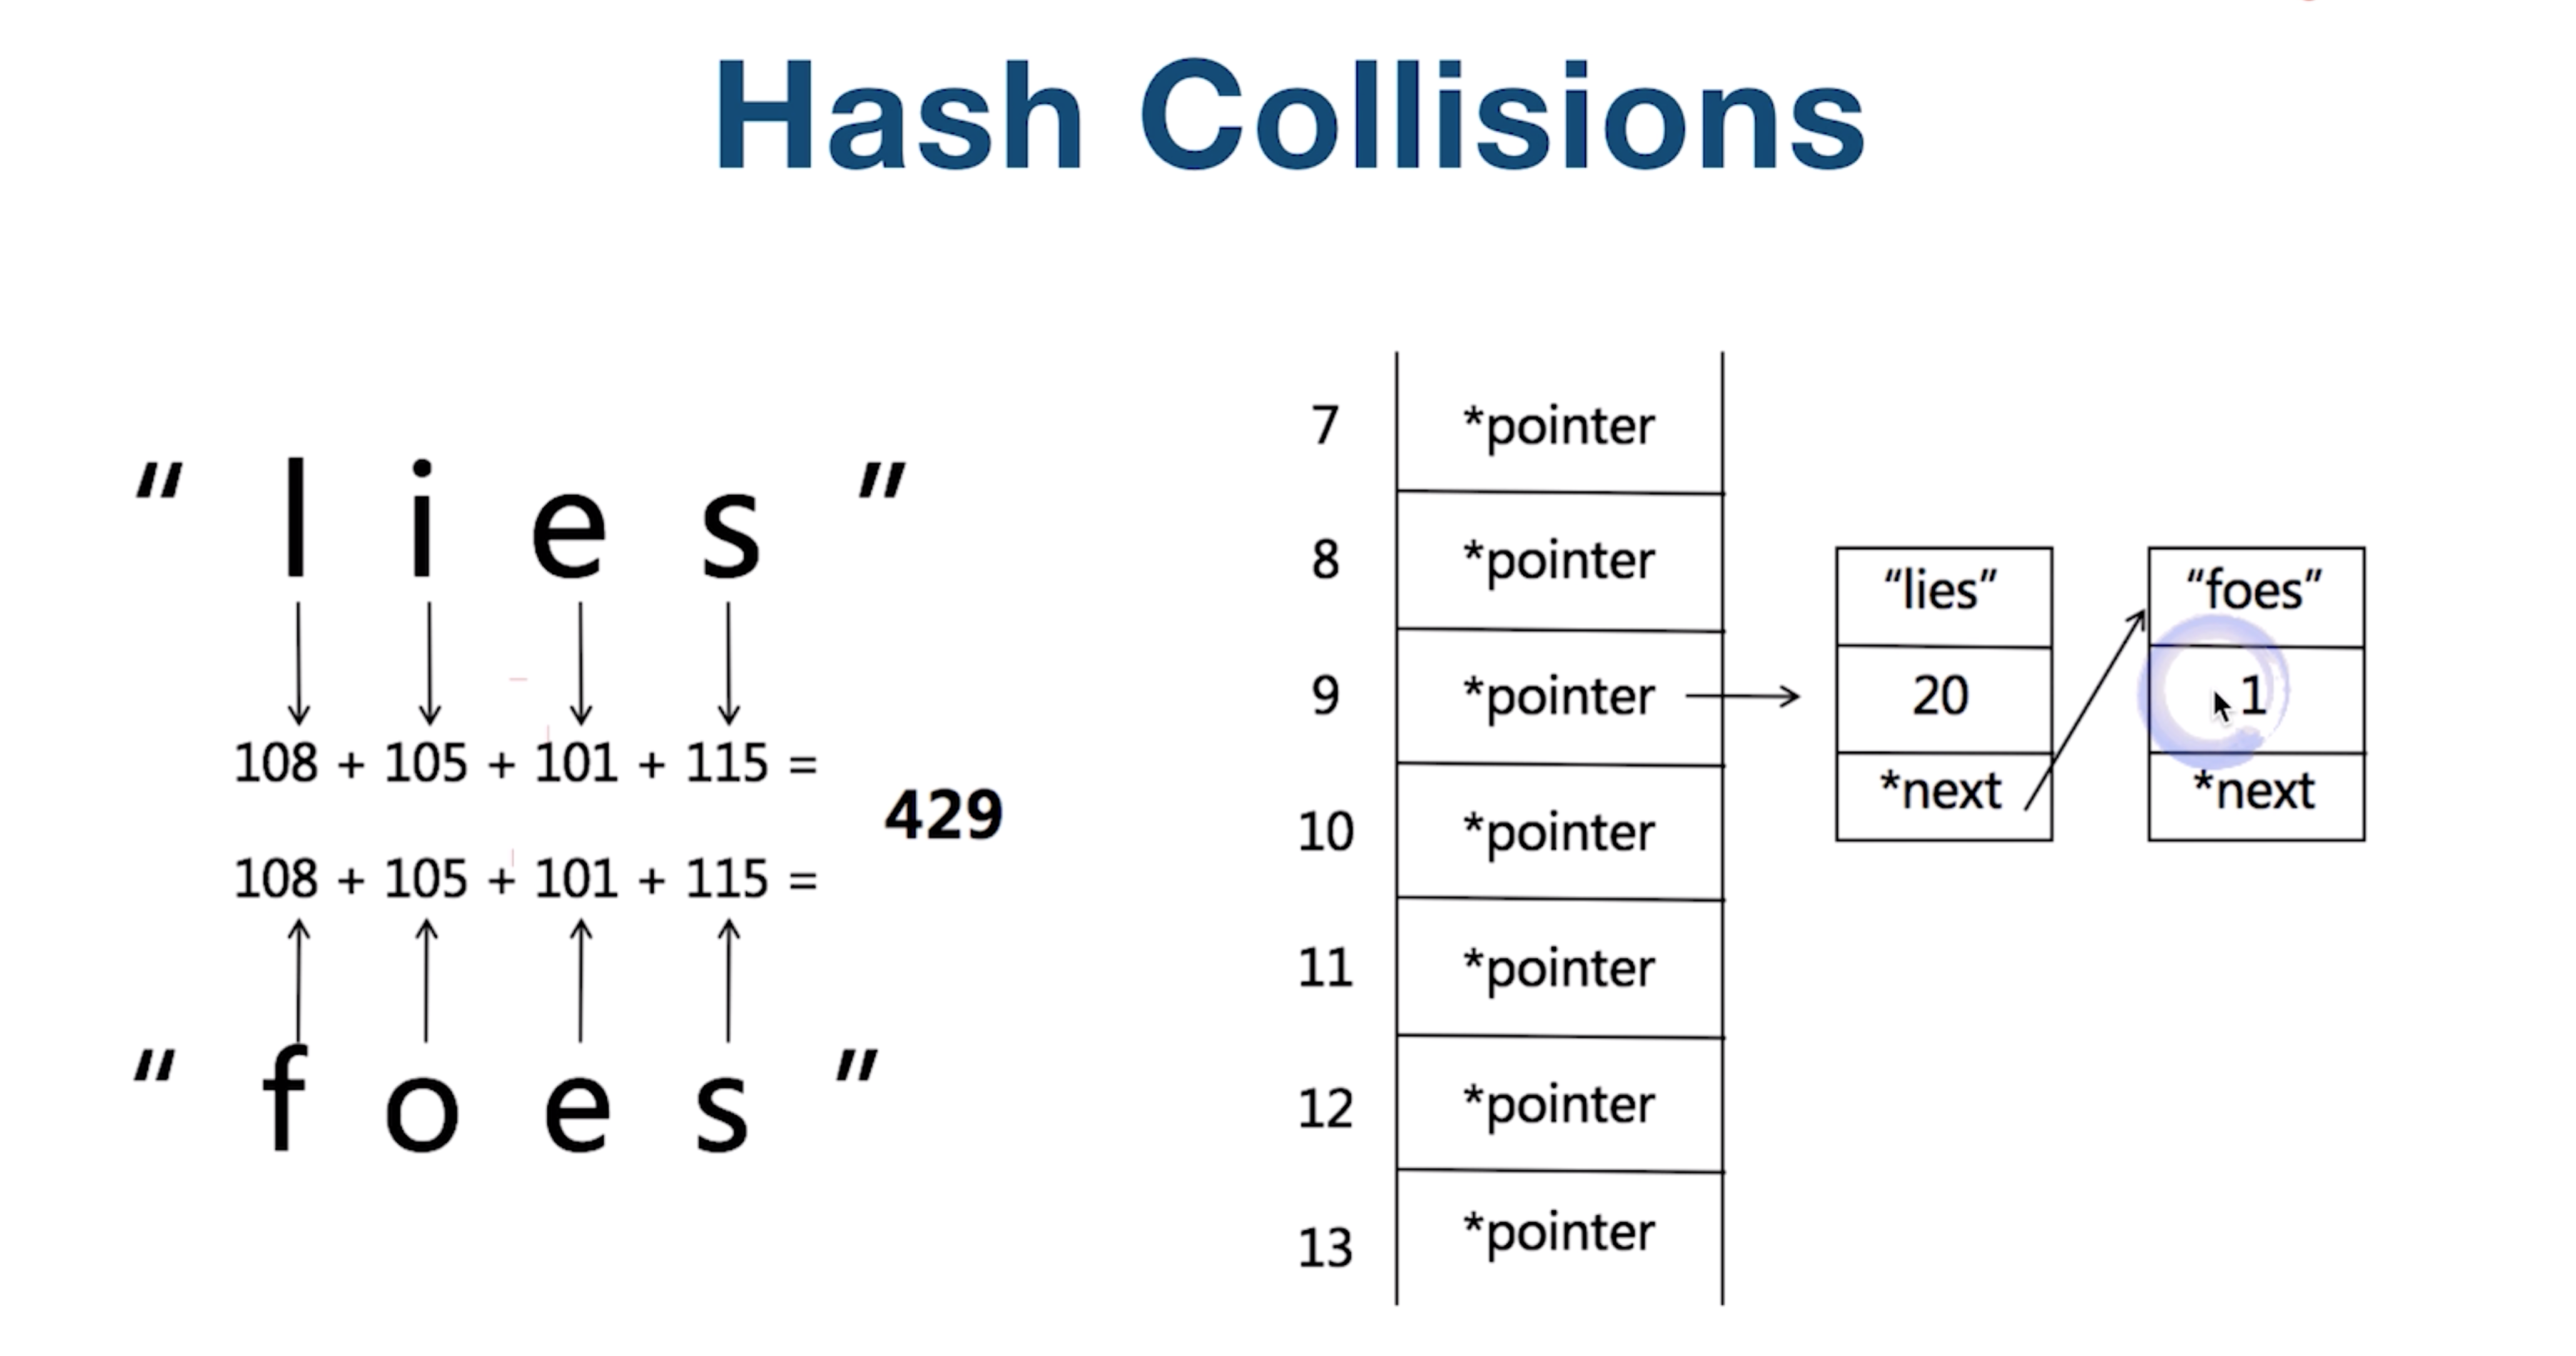 Hash Collisions
“ l i e s ”
108 + 105 + 101 + 115 =
429
108 + 105 + 101 + 115 =
“ f o e s ”
7 *pointer
8 *pointer
9 *pointer
10 *pointer
11 *pointer
12 *pointer
13 *pointer
“lies”
20
*next
“foes”
1
*next